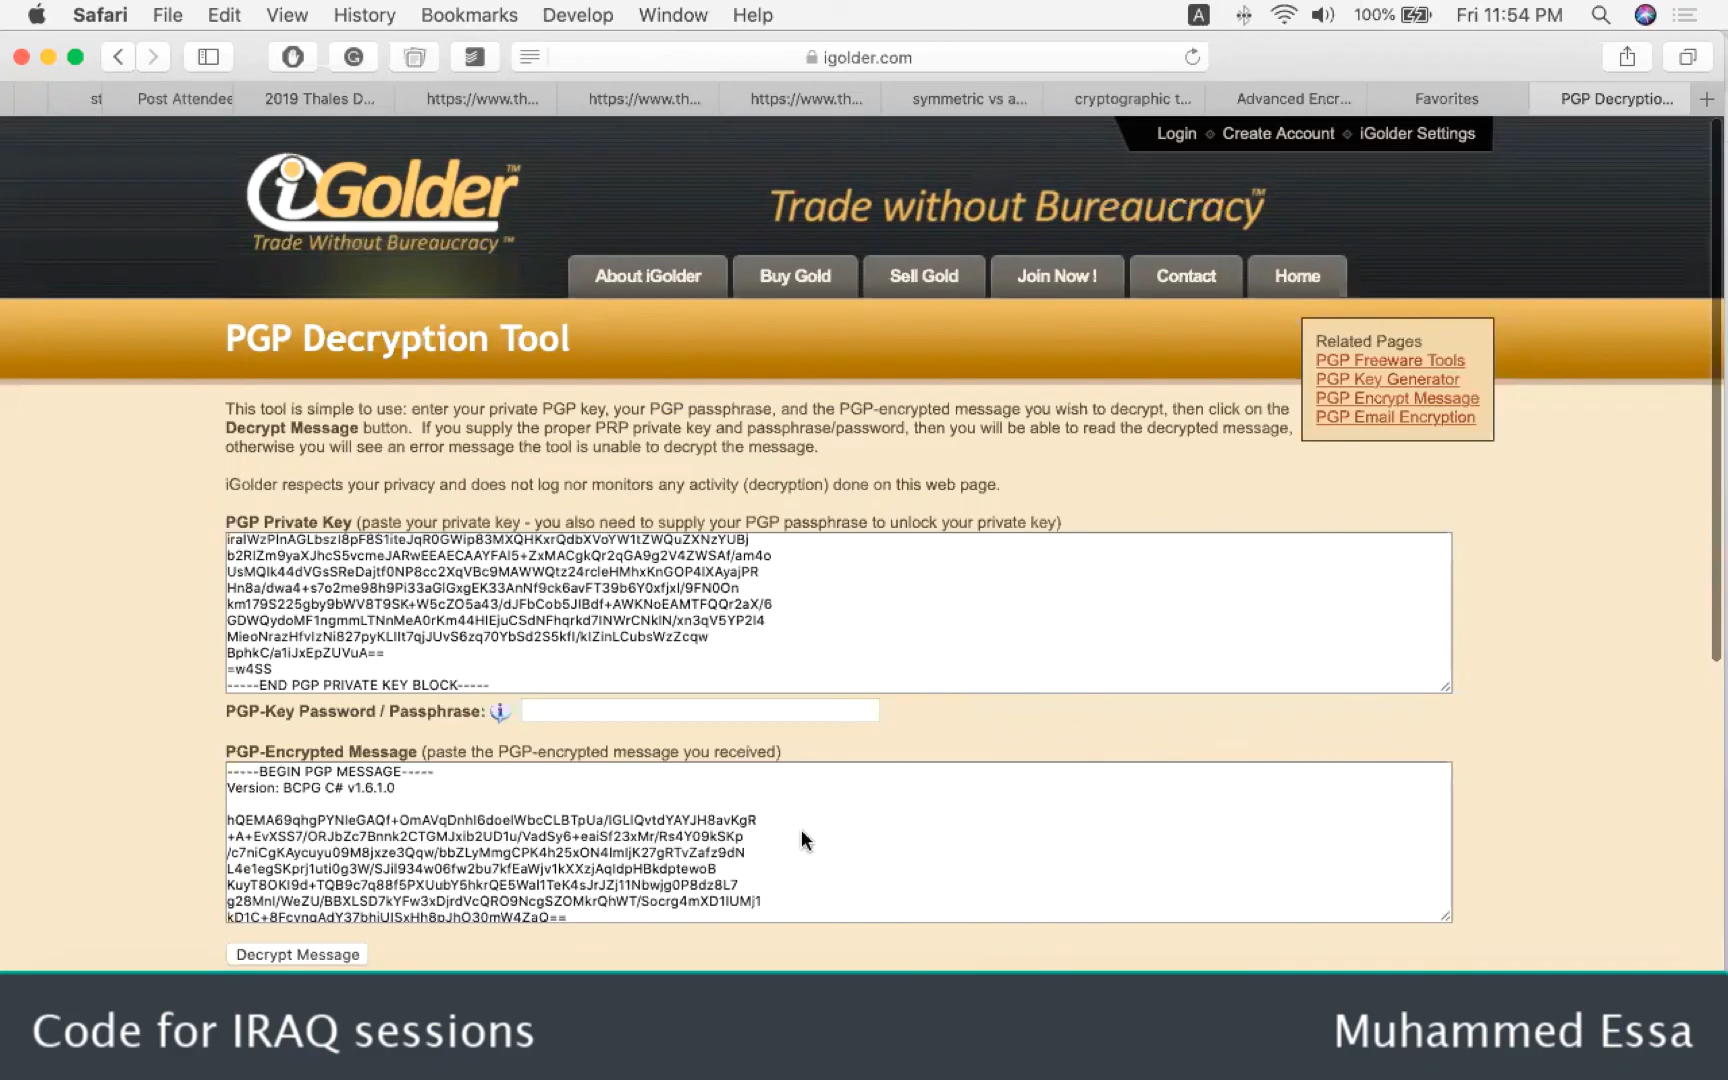 Safari File Edit View History Bookmarks Develop Window Help A 100% Fri 11:54 PM
igolder.com
st Post Attendee 2019 Thales D... https://www.th... https://www.th... https://www.th... symmetric vs a... cryptographic t... Advanced Encr... Favorites PGP Decryptio...
Login Create Account iGolder Settings
iGolder™
Trade Without Bureaucracy™
Trade without Bureaucracy™
About iGolder Buy Gold Sell Gold Join Now ! Contact Home
PGP Decryption Tool
Related Pages
PGP Freeware Tools
PGP Key Generator
PGP Encrypt Message
PGP Email Encryption
This tool is simple to use: enter your private PGP key, your PGP passphrase, and the PGP-encrypted message you wish to decrypt, then click on the
Decrypt Message button. If you supply the proper PRP private key and passphrase/password, then you will be able to read the decrypted message,
otherwise you will see an error message the tool is unable to decrypt the message.
iGolder respects your privacy and does not log nor monitors any activity (decryption) done on this web page.
PGP Private Key (paste your private key - you also need to supply your PGP passphrase to unlock your private key)
BphkC/a1iJxEpZUVuA==
=w4SS
-----END PGP PRIVATE KEY BLOCK-----
PGP-Key Password / Passphrase:
PGP-Encrypted Message (paste the PGP-encrypted message you received)
-----BEGIN PGP MESSAGE-----
Version: BCPG C# v1.6.1.0
Decrypt Message
Code for IRAQ sessions
Muhammed Essa